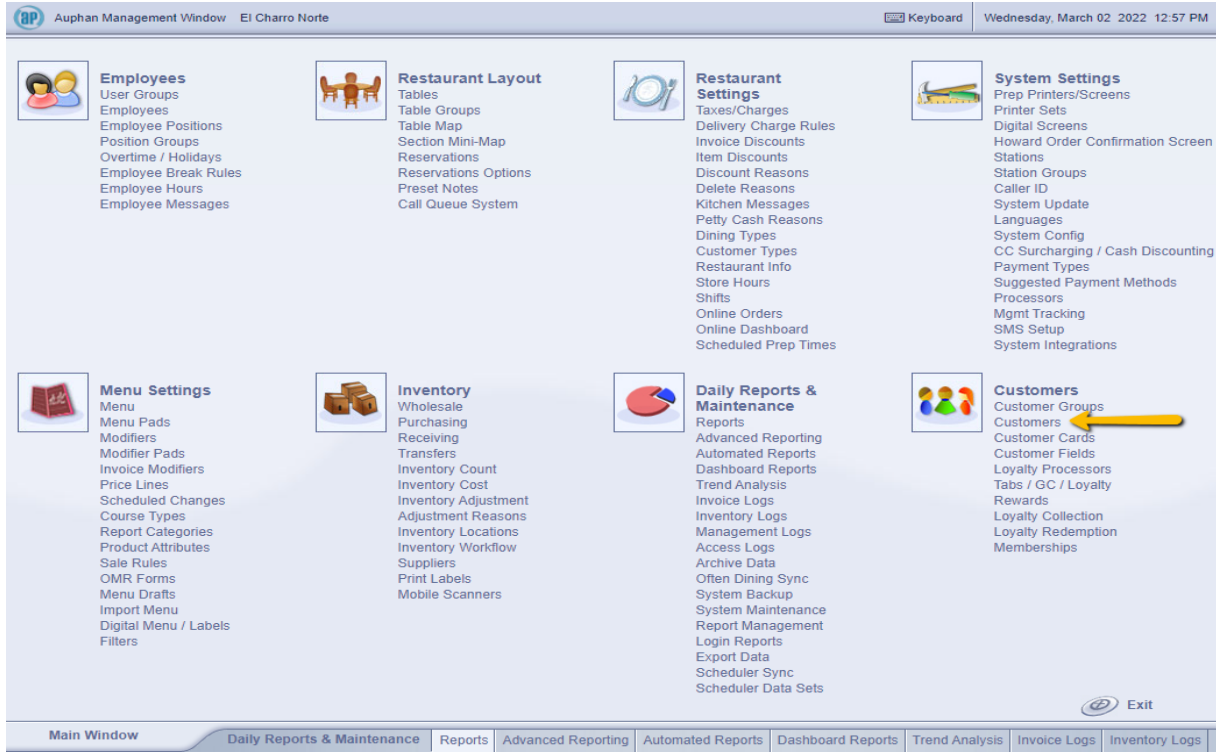 ap Auphan Management Window El Charro Norte Keyboard Wednesday, March 02 2022 12:57 PM
Employees
User Groups
Employees
Employee Positions
Position Groups
Overtime / Holidays
Employee Break Rules
Employee Hours
Employee Messages
Restaurant Layout
Tables
Table Groups
Table Map
Section Mini-Map
Reservations
Reservations Options
Preset Notes
Call Queue System
Restaurant
Settings
Taxes/Charges
Delivery Charge Rules
Invoice Discounts
Item Discounts
Discount Reasons
Delete Reasons
Kitchen Messages
Petty Cash Reasons
Dining Types
Customer Types
Restaurant Info
Store Hours
Shifts
Online Orders
Online Dashboard
Scheduled Prep Times
System Settings
Prep Printers/Screens
Printer Sets
Digital Screens
Howard Order Confirmation Screen
Stations
Station Groups
Caller ID
System Update
Languages
System Config
CC Surcharging / Cash Discounting
Payment Types
Suggested Payment Methods
Processors
Mgmt Tracking
SMS Setup
System Integrations
Menu Settings
Menu
Menu Pads
Modifiers
Modifier Pads
Invoice Modifiers
Price Lines
Scheduled Changes
Course Types
Report Categories
Product Attributes
Sale Rules
OMR Forms
Menu Drafts
Import Menu
Digital Menu / Labels
Filters
Inventory
Wholesale
Purchasing
Receiving
Transfers
Inventory Count
Inventory Cost
Inventory Adjustment
Adjustment Reasons
Inventory Locations
Inventory Workflow
Suppliers
Print Labels
Mobile Scanners
Daily Reports &
Maintenance
Reports
Advanced Reporting
Automated Reports
Dashboard Reports
Trend Analysis
Invoice Logs
Inventory Logs
Management Logs
Access Logs
Archive Data
Often Dining Sync
System Backup
System Maintenance
Report Management
Login Reports
Export Data
Scheduler Sync
Scheduler Data Sets
Customers
Customer Groups
Customers
Customer Cards
Customer Fields
Loyalty Processors
Tabs / GC / Loyalty
Rewards
Loyalty Collection
Loyalty Redemption
Memberships
Exit
Main Window Daily Reports & Maintenance Reports Advanced Reporting Automated Reports Dashboard Reports Trend Analysis Invoice Logs Inventory Logs